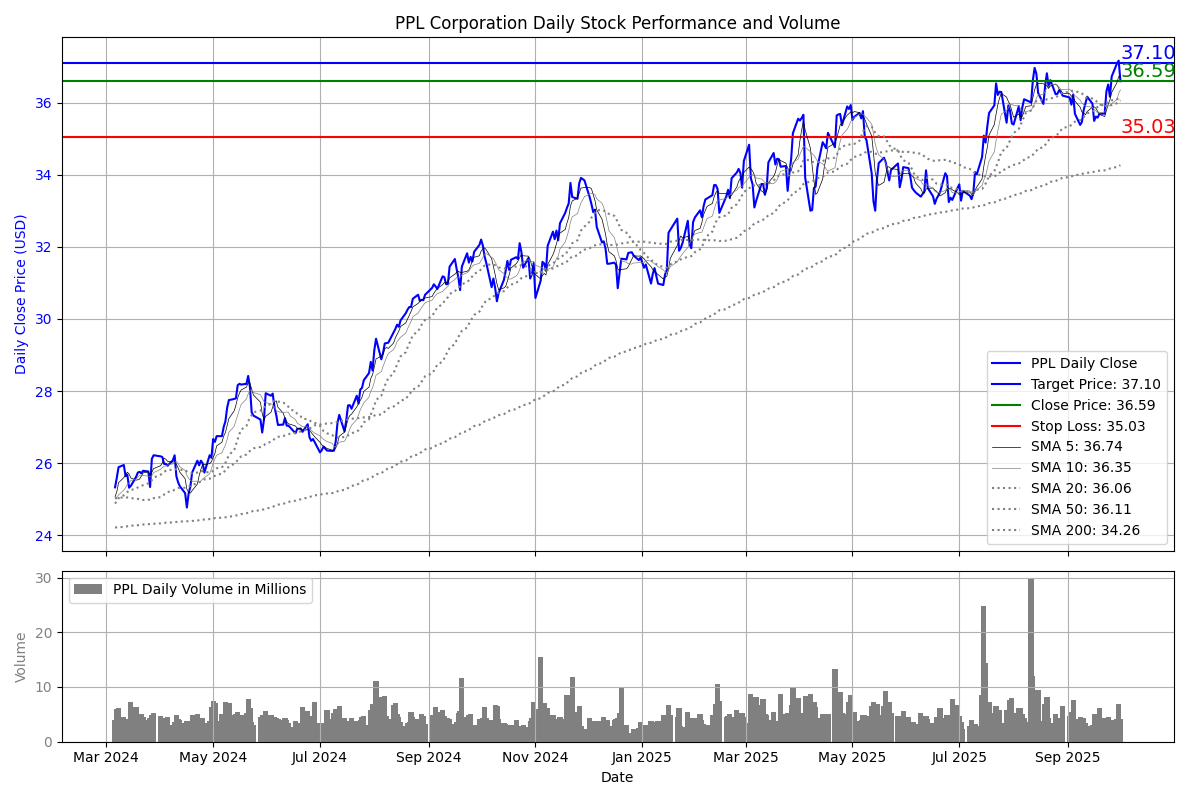 PPL Corporation Daily Stock Performance and Volume
Daily Close Price (USD)
36
34
32
30
28
26
24
37.10
36.59
35.03
PPL Daily Close
Target Price: 37.10
Close Price: 36.59
Stop Loss: 35.03
SMA 5: 36.74
SMA 10: 36.35
SMA 20: 36.06
SMA 50: 36.11
SMA 200: 34.26
Volume
30
20
10
0
PPL Daily Volume in Millions
Mar 2024
May 2024
Jul 2024
Sep 2024
Nov 2024
Jan 2025
Mar 2025
May 2025
Jul 2025
Sep 2025
Date